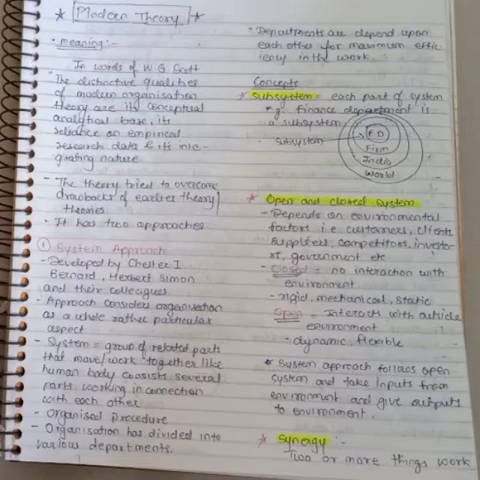 * Modern Theory *
• meaning :-
In words of W G Scott
"The distinctive qualities
of modern organisation
theory are its conceptual
analytical base, its
reliance on empirical
research data & its inte-
grating nature
- The theory tried to overcome
drawbacks of earlier theory/
theories
- It has two approaches
① System Approach
- Developed by Chester I.
Bernard, Herbert Simon
and their colleagues
- Approach considers organisation
as a whole rather particular
aspect
- System = group of related parts
that move/work together like
human body consists several
parts working in connection
with each other
- Organised procedure
- Organisation has divided into
various departments.
- Departments are depend upon
each other for maximum effic
iency in the work.
Concepts
* Subsystem = each part of system
eg finance department is
a subsystem
Subsystem
FD
Firm
India
World
* Open and closed System
- Depends on environmental
factors i.e. customers, clients
suppliers, competitors, investo-
rs, government etc
- Closed = no interaction with
environment
- rigid, mechanical, static
Open - Interacts with outside
environment
- dynamic, flexible
* System approach follows open
system and take inputs from
environment and give outputs
to environment.
* Synergy :-
Two or more things work